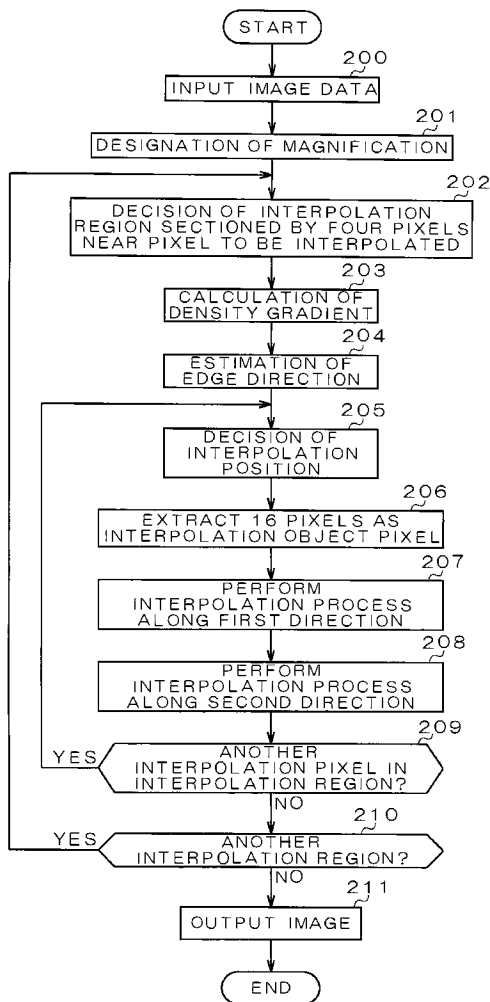 START
200
INPUT IMAGE DATA
201
DESIGNATION OF MAGNIFICATION
202
DECISION OF INTERPOLATION
REGION SECTIONED BY FOUR PIXELS
NEAR PIXEL TO BE INTERPOLATED
203
CALCULATION OF
DENSITY GRADIENT
204
ESTIMATION OF
EDGE DIRECTION
205
DECISION OF
INTERPOLATION
POSITION
206
EXTRACT 16 PIXELS AS
INTERPOLATION OBJECT PIXEL
207
PERFORM
INTERPOLATION PROCESS
ALONG FIRST DIRECTION
208
PERFORM
INTERPOLATION PROCESS
ALONG SECOND DIRECTION
209
YES
ANOTHER
INTERPOLATION PIXEL IN
INTERPOLATION REGION?
NO
210
YES
ANOTHER
INTERPOLATION REGION?
NO
211
OUTPUT IMAGE
END